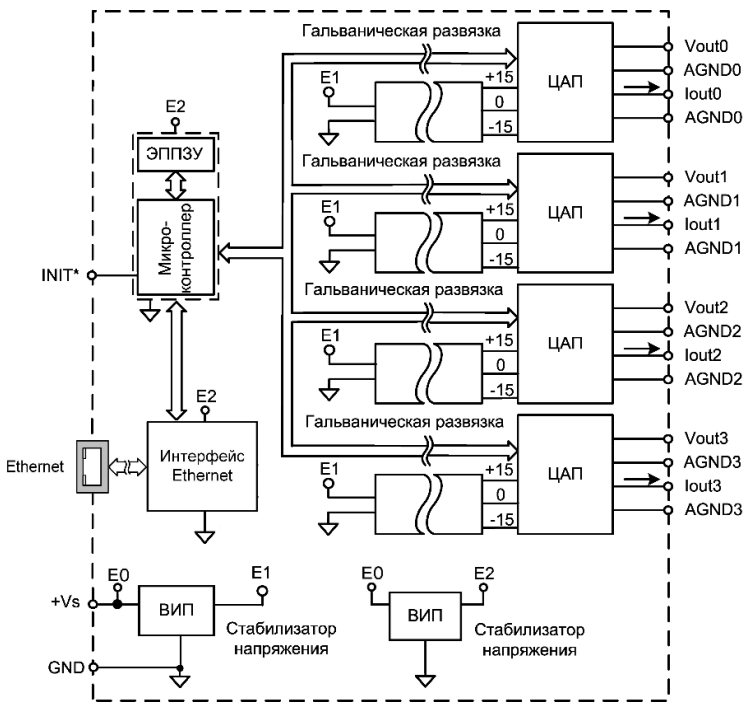 Гальваническая развязка
E1
+15
0
-15
ЦАП
Vout0
AGND0
Iout0
AGND0
E2
ЭППЗУ
Микро-
контроллер
INIT*
Гальваническая развязка
E1
+15
0
-15
ЦАП
Vout1
AGND1
Iout1
AGND1
Гальваническая развязка
E1
+15
0
-15
ЦАП
Vout2
AGND2
Iout2
AGND2
Гальваническая развязка
E1
+15
0
-15
ЦАП
Vout3
AGND3
Iout3
AGND3
E2
Интерфейс
Ethernet
Ethernet
E0
E1
+Vs
ВИП
Стабилизатор
напряжения
GND
E0
E2
ВИП
Стабилизатор
напряжения